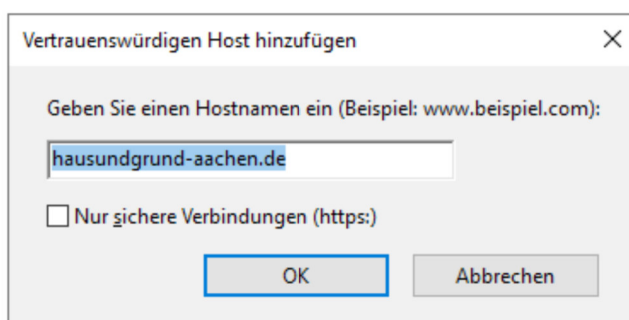 Vertrauenswürdigen Host hinzufügen
Geben Sie einen Hostnamen ein (Beispiel: www.beispiel.com):
hausundgrund-aachen.de
Nur sichere Verbindungen (https:)
OK Abbrechen